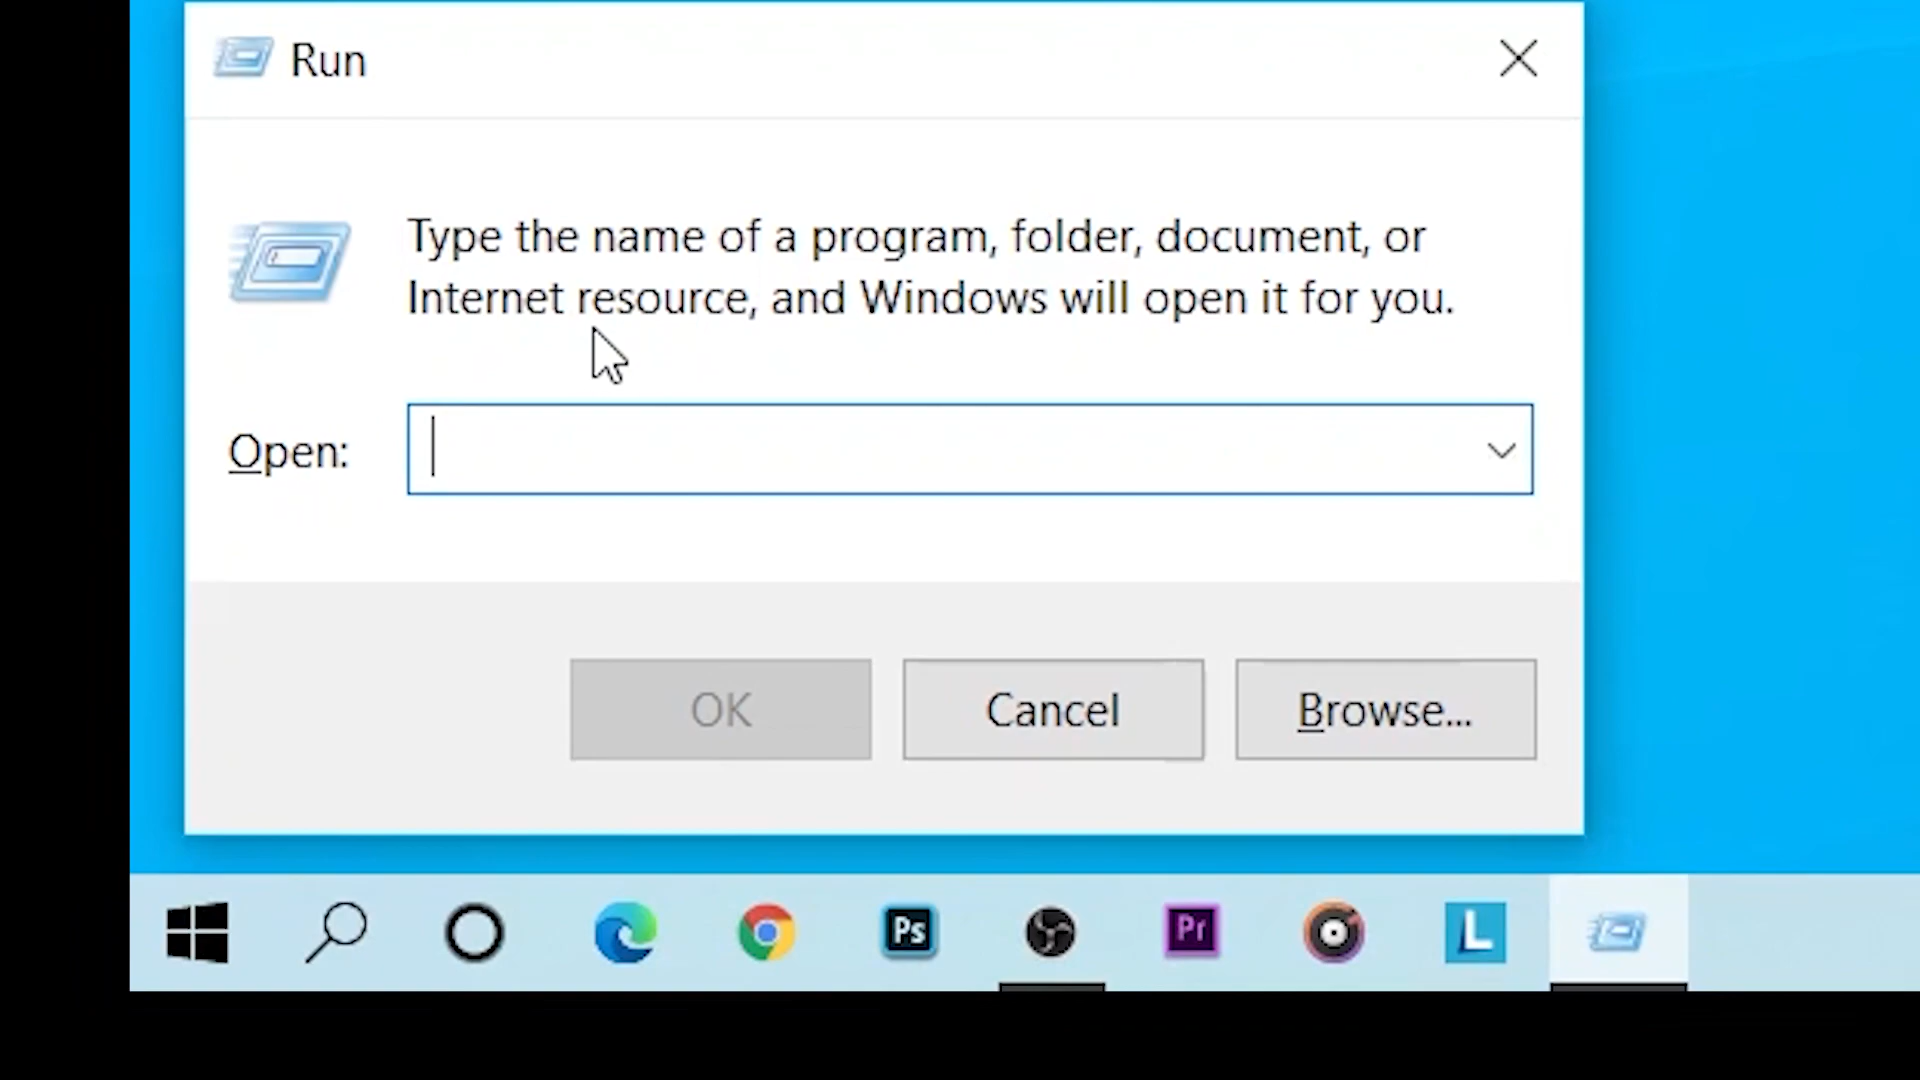 Run
Type the name of a program, folder, document, or
Internet resource, and Windows will open it for you.
Open:
OK
Cancel
Browse...
Ps
Pr
L